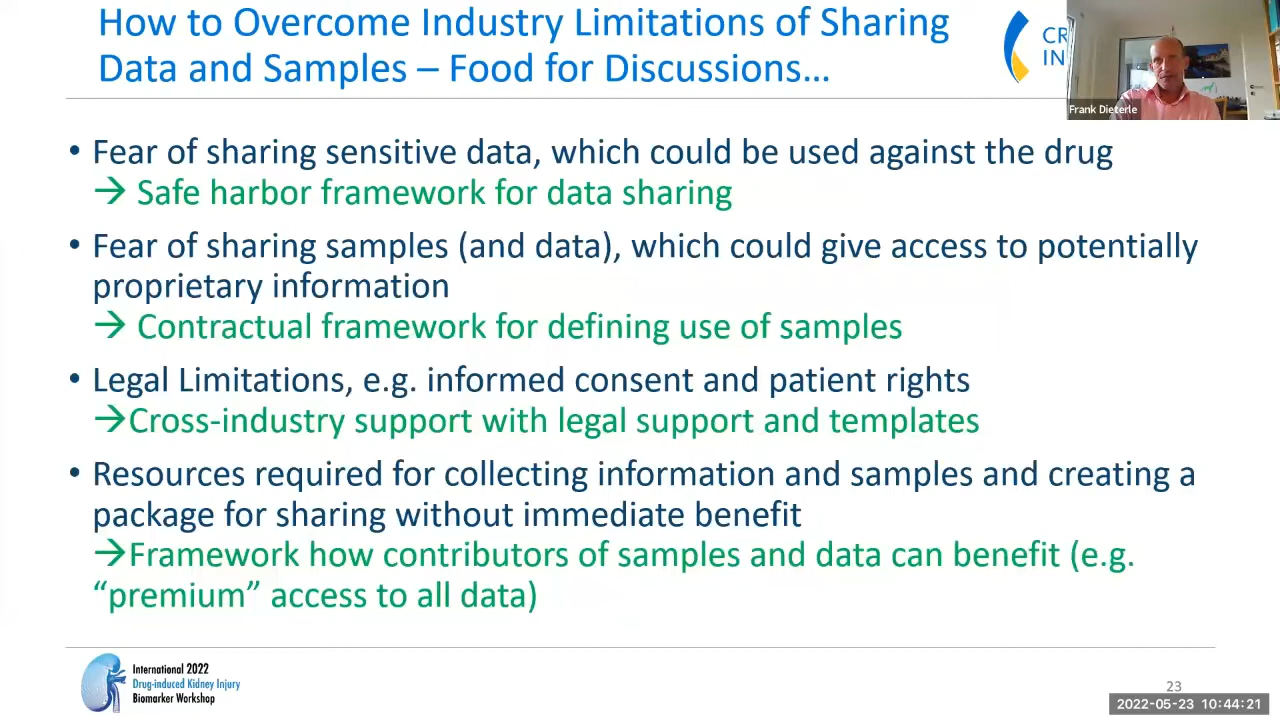 How to Overcome Industry Limitations of Sharing
Data and Samples – Food for Discussions…
CR
IN
Frank Dieterle
• Fear of sharing sensitive data, which could be used against the drug
→ Safe harbor framework for data sharing
• Fear of sharing samples (and data), which could give access to potentially
proprietary information
→ Contractual framework for defining use of samples
• Legal Limitations, e.g. informed consent and patient rights
→Cross-industry support with legal support and templates
• Resources required for collecting information and samples and creating a
package for sharing without immediate benefit
→Framework how contributors of samples and data can benefit (e.g.
“premium” access to all data)
International 2022
Drug-induced Kidney Injury
Biomarker Workshop
23
2022-05-23 10:44:21